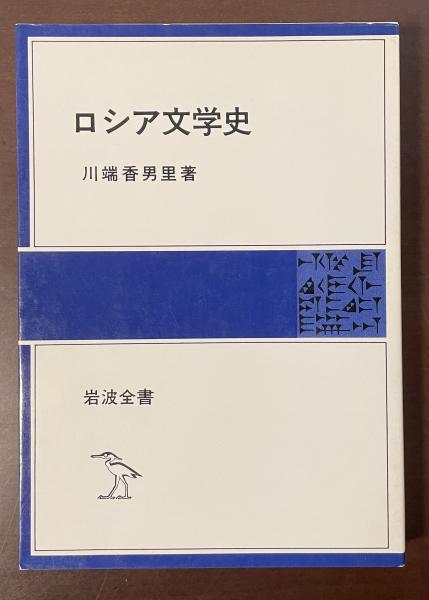 ロシア文学史
川端香男里著
岩波全書